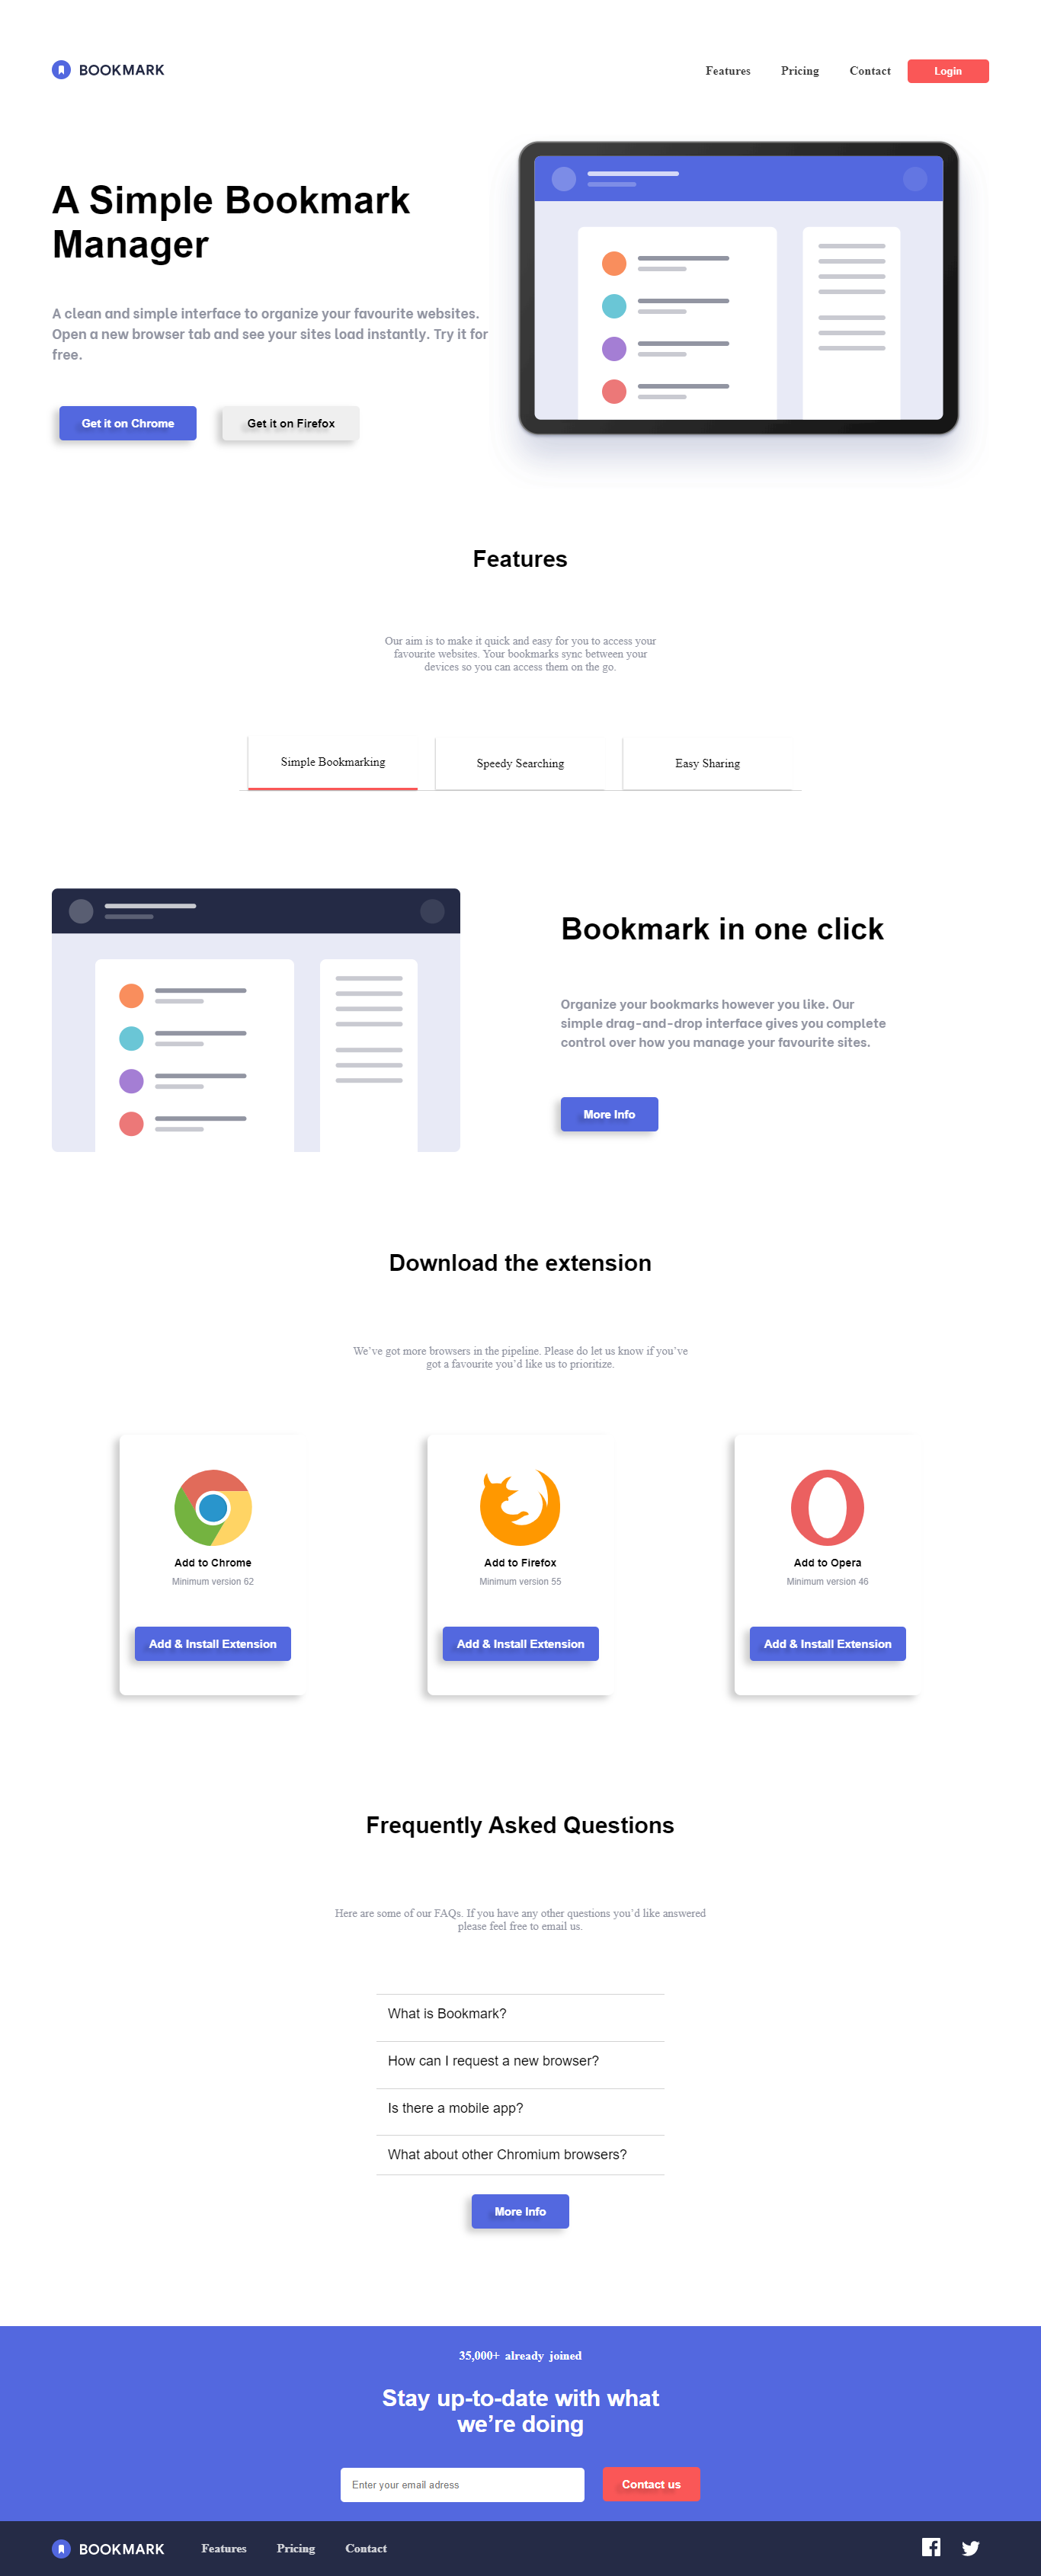 BOOKMARK
Features
Pricing
Contact
Login
A Simple Bookmark
Manager
A clean and simple interface to organize your favourite websites.
Open a new browser tab and see your sites load instantly. Try it for
free.
Get it on Chrome
Get it on Firefox
Features
Our aim is to make it quick and easy for you to access your
favourite websites. Your bookmarks sync between your
devices so you can access them on the go.
Simple Bookmarking
Speedy Searching
Easy Sharing
Bookmark in one click
Organize your bookmarks however you like. Our
simple drag-and-drop interface gives you complete
control over how you manage your favourite sites.
More Info
Download the extension
We’ve got more browsers in the pipeline. Please do let us know if you’ve
got a favourite you’d like us to prioritize.
Add to Chrome
Minimum version 62
Add & Install Extension
Add to Firefox
Minimum version 55
Add & Install Extension
Add to Opera
Minimum version 46
Add & Install Extension
Frequently Asked Questions
Here are some of our FAQs. If you have any other questions you’d like answered
please feel free to email us.
What is Bookmark?
How can I request a new browser?
Is there a mobile app?
What about other Chromium browsers?
More Info
35,000+ already joined
Stay up-to-date with what
we’re doing
Enter your email adress
Contact us
BOOKMARK
Features
Pricing
Contact